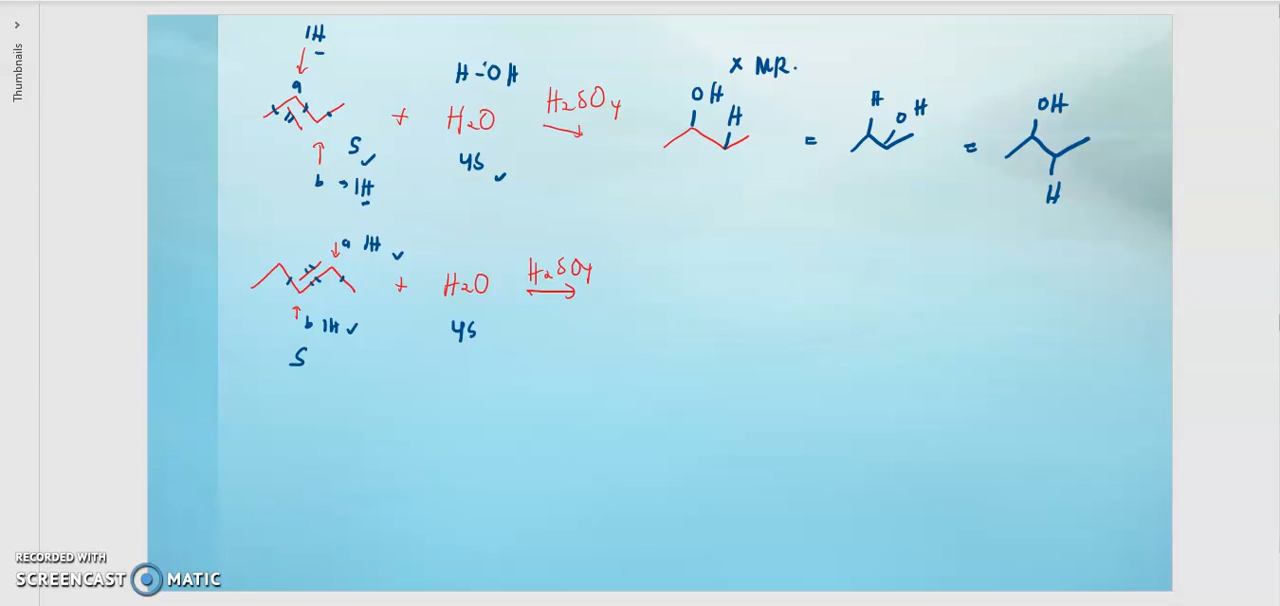 Thumbnails
1H
a
H-OH
H2SO4
+ H2O
S
4S
b → 1H
× MR.
OH
H
=
H
OH
=
OH
H
a 1H
+ H2O
H2SO4
b 1H
4S
S
RECORDED WITH
SCREENCAST MATIC